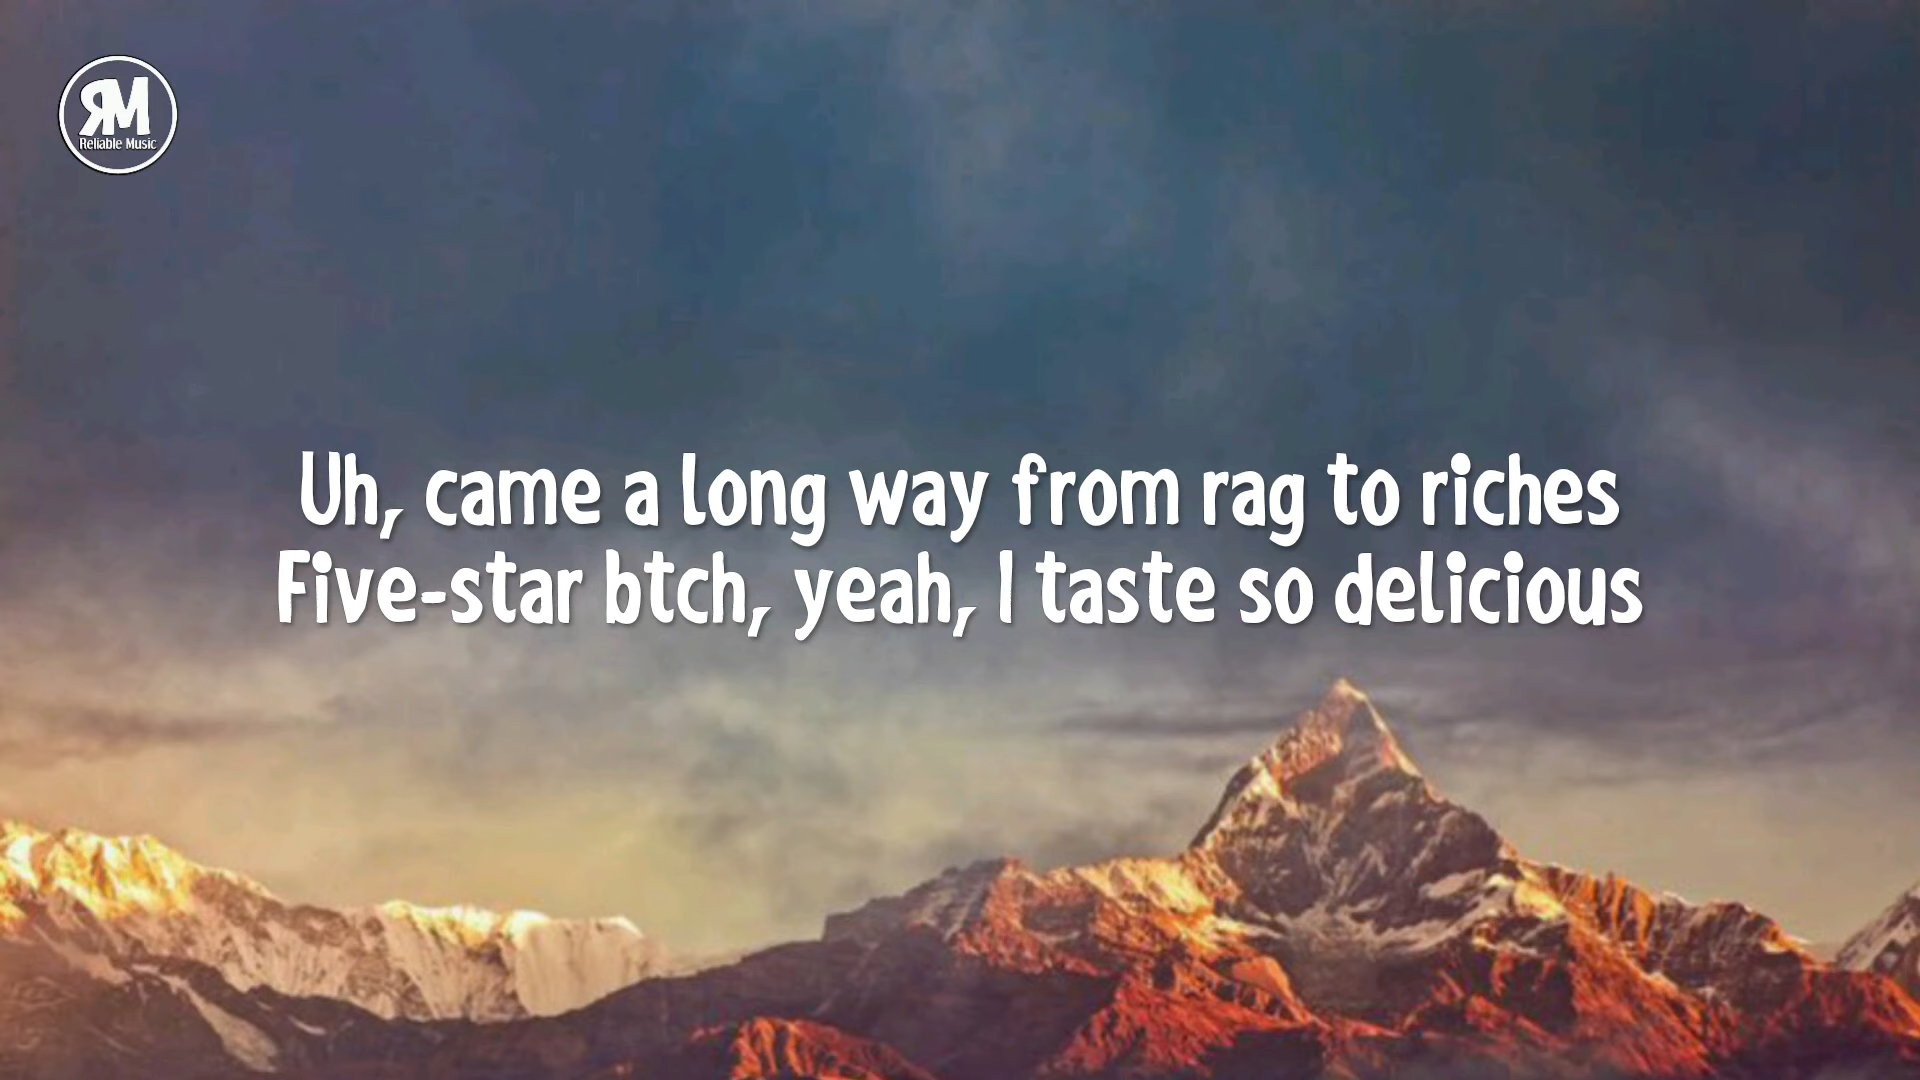 ЯM
Reliable Music
Uh, came a long way from rag to riches
Five-star btch, yeah, I taste so delicious